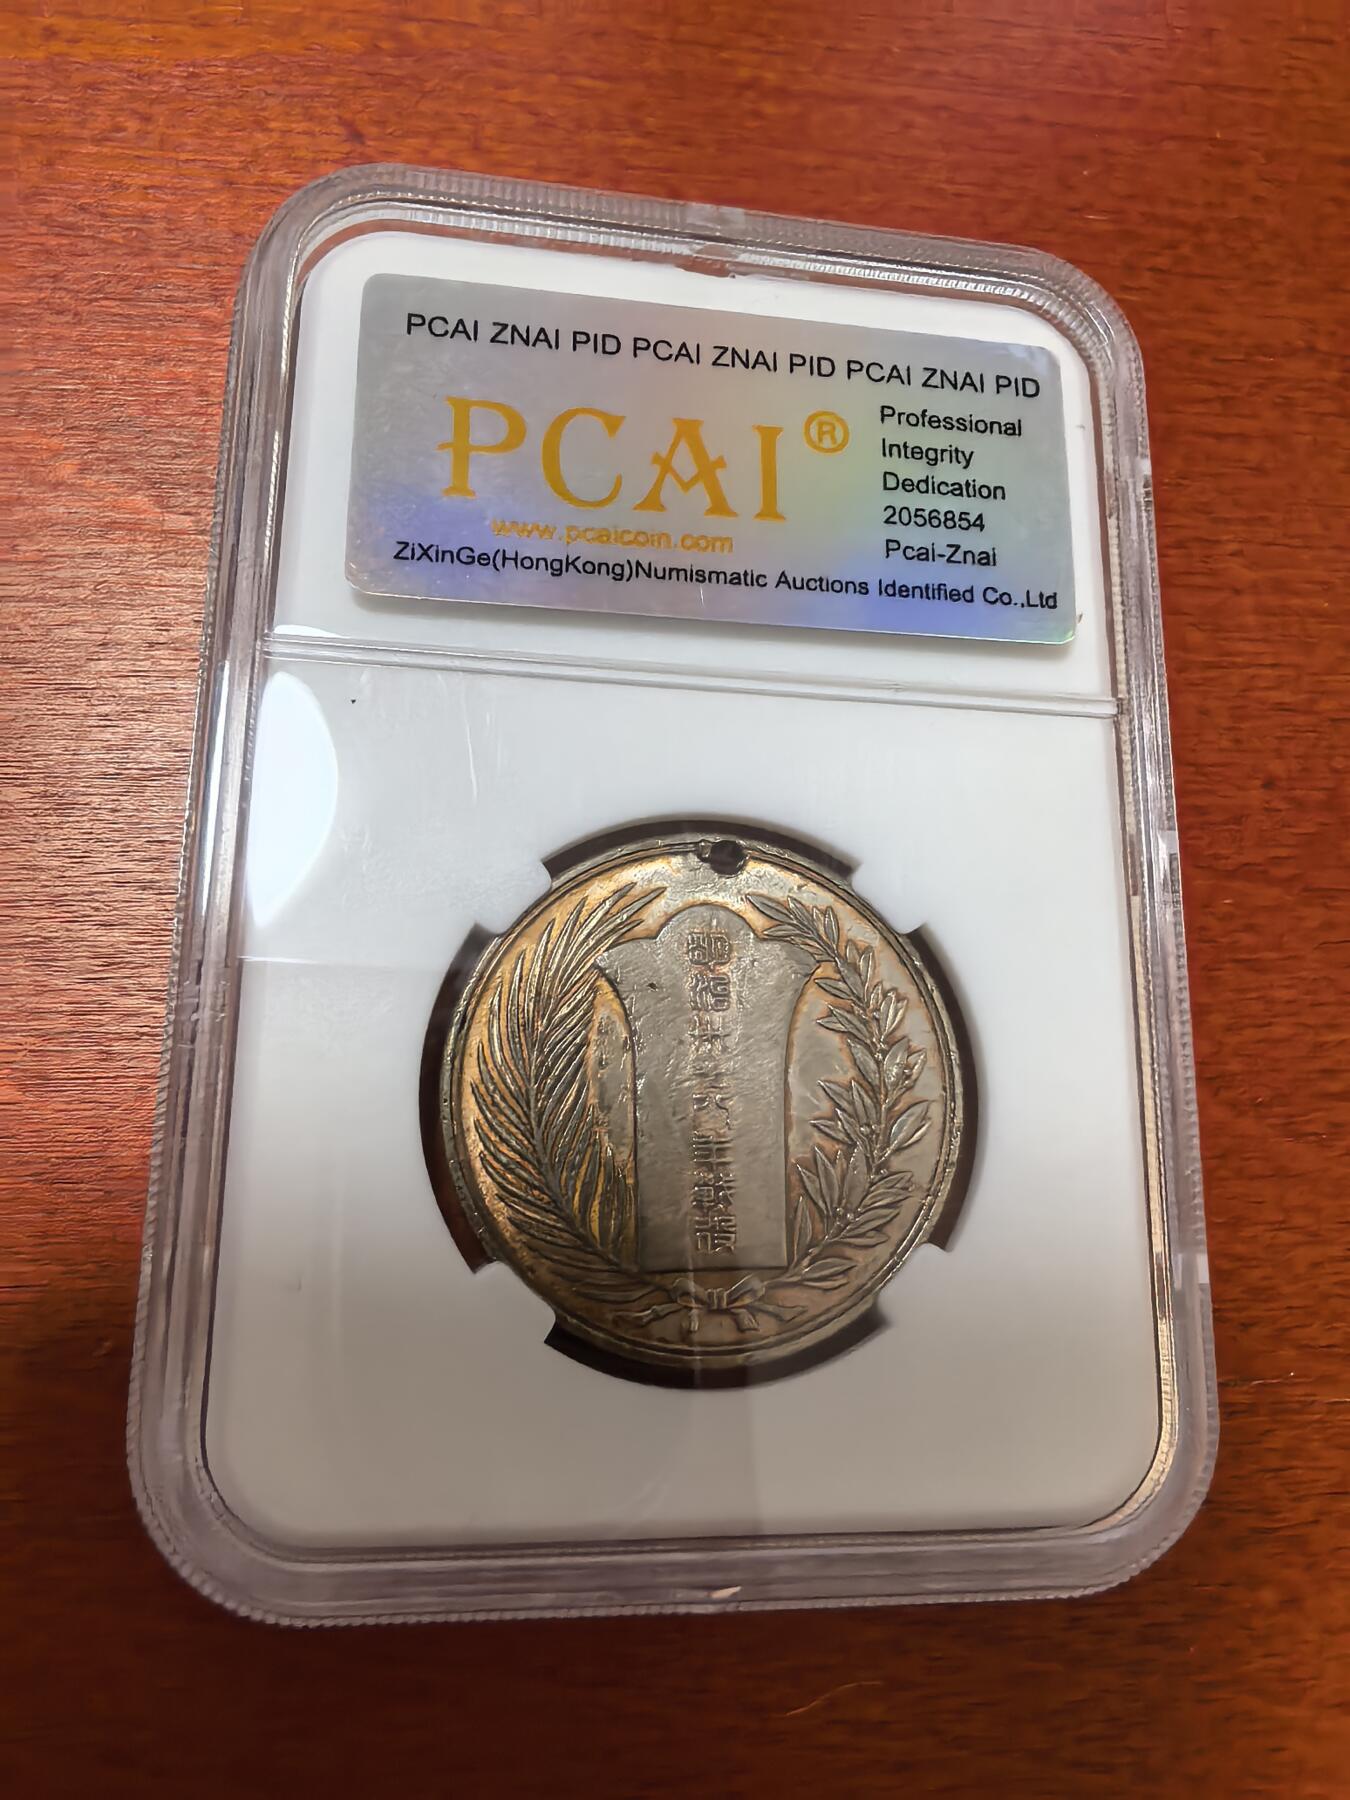 PCAI ZNAI PID PCAI ZNAI PID PCAI ZNAI PID
PCAI®
www.pcaicoin.com
Professional
Integrity
Dedication
2056854
Pcai-Znai
ZiXinGe(HongKong)Numismatic Auctions Identified Co.,Ltd